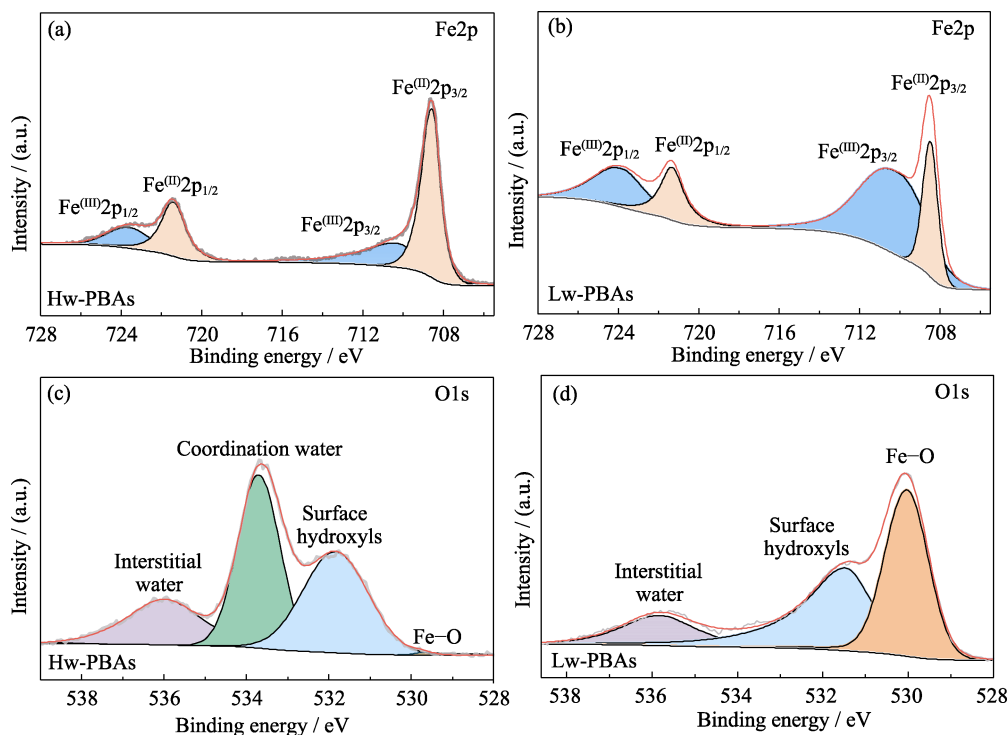 (a)
Fe2p
Fe(II)2p3/2
Fe(II)2p1/2
Fe(III)2p1/2
Fe(III)2p3/2
Hw-PBAs
Intensity / (a.u.)
728 724 720 716 712 708
Binding energy / eV
(b)
Fe2p
Fe(II)2p3/2
Fe(III)2p1/2
Fe(II)2p1/2
Fe(III)2p3/2
Lw-PBAs
Intensity / (a.u.)
728 724 720 716 712 708
Binding energy / eV
(c)
O1s
Coordination water
Surface
hydroxyls
Interstitial
water
Fe−O
Hw-PBAs
Intensity / (a.u.)
538 536 534 532 530 528
Binding energy / eV
(d)
O1s
Fe−O
Surface
hydroxyls
Interstitial
water
Lw-PBAs
Intensity / (a.u.)
538 536 534 532 530 528
Binding energy / eV